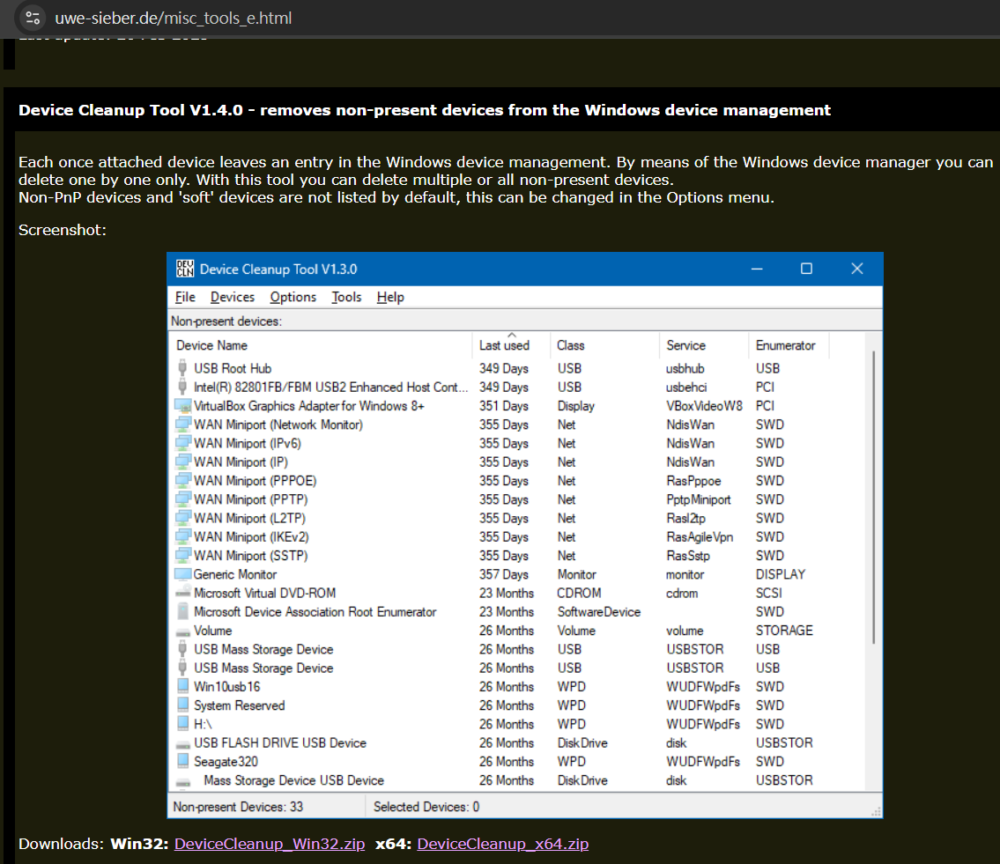 uwe-sieber.de/misc_tools_e.html
Device Cleanup Tool V1.4.0 - removes non-present devices from the Windows device management
Each once attached device leaves an entry in the Windows device management. By means of the Windows device manager you can
delete one by one only. With this tool you can delete multiple or all non-present devices.
Non-PnP devices and 'soft' devices are not listed by default, this can be changed in the Options menu.
Screenshot:
DEV CLN Device Cleanup Tool V1.3.0
File Devices Options Tools Help
Non-present devices:
Device Name Last used Class Service Enumerator
USB Root Hub 349 Days USB usbhub USB
Intel(R) 82801FB/FBM USB2 Enhanced Host Cont... 349 Days USB usbehci PCI
VirtualBox Graphics Adapter for Windows 8+ 351 Days Display VBoxVideoW8 PCI
WAN Miniport (Network Monitor) 355 Days Net NdisWan SWD
WAN Miniport (IPv6) 355 Days Net NdisWan SWD
WAN Miniport (IP) 355 Days Net NdisWan SWD
WAN Miniport (PPPOE) 355 Days Net RasPppoe SWD
WAN Miniport (PPTP) 355 Days Net PptpMiniport SWD
WAN Miniport (L2TP) 355 Days Net Rasl2tp SWD
WAN Miniport (IKEv2) 355 Days Net RasAgileVpn SWD
WAN Miniport (SSTP) 355 Days Net RasSstp SWD
Generic Monitor 357 Days Monitor monitor DISPLAY
Microsoft Virtual DVD-ROM 23 Months CDROM cdrom SCSI
Microsoft Device Association Root Enumerator 23 Months SoftwareDevice SWD
Volume 26 Months Volume volume STORAGE
USB Mass Storage Device 26 Months USB USBSTOR USB
USB Mass Storage Device 26 Months USB USBSTOR USB
Win10usb16 26 Months WPD WUDFWpdFs SWD
System Reserved 26 Months WPD WUDFWpdFs SWD
H:\ 26 Months WPD WUDFWpdFs SWD
USB FLASH DRIVE USB Device 26 Months DiskDrive disk USBSTOR
Seagate320 26 Months WPD WUDFWpdFs SWD
Mass Storage Device USB Device 26 Months DiskDrive disk USBSTOR
Non-present Devices: 33 Selected Devices: 0
Downloads: Win32: DeviceCleanup_Win32.zip x64: DeviceCleanup_x64.zip